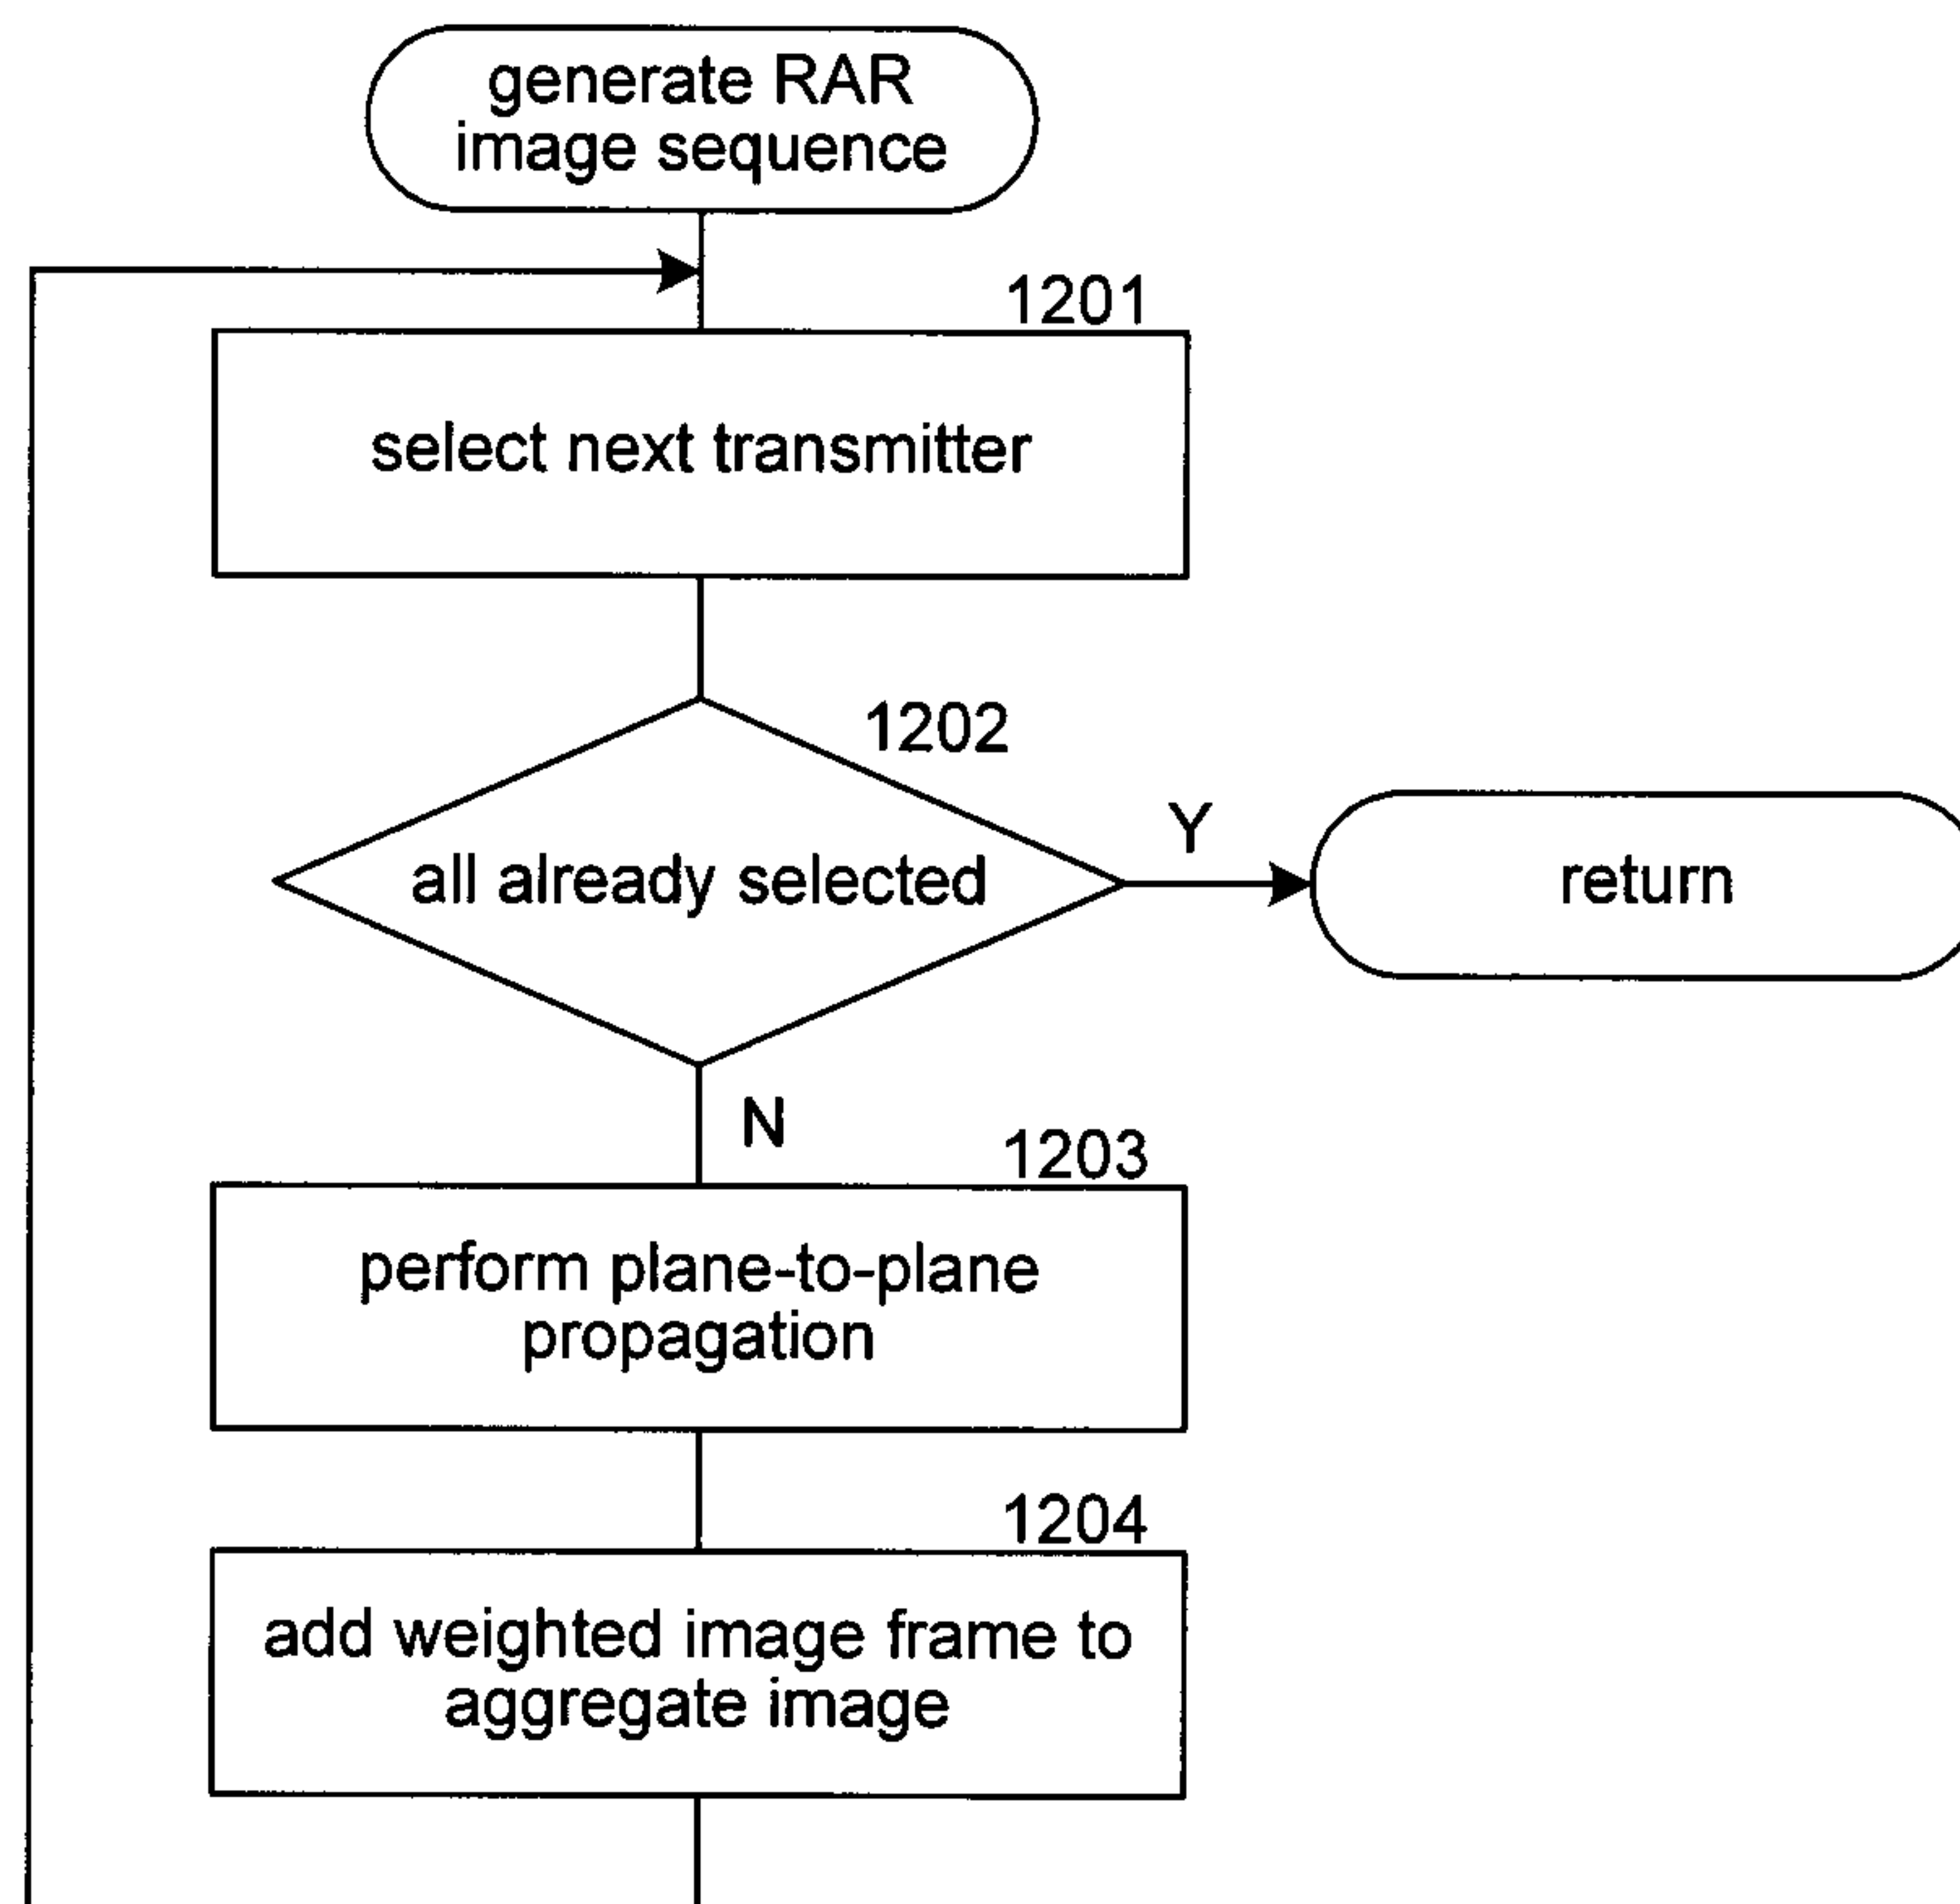 generate RAR
image sequence
1201
select next transmitter
1202
all already selected
Y
return
N
1203
perform plane-to-plane
propagation
1204
add weighted image frame to
aggregate image